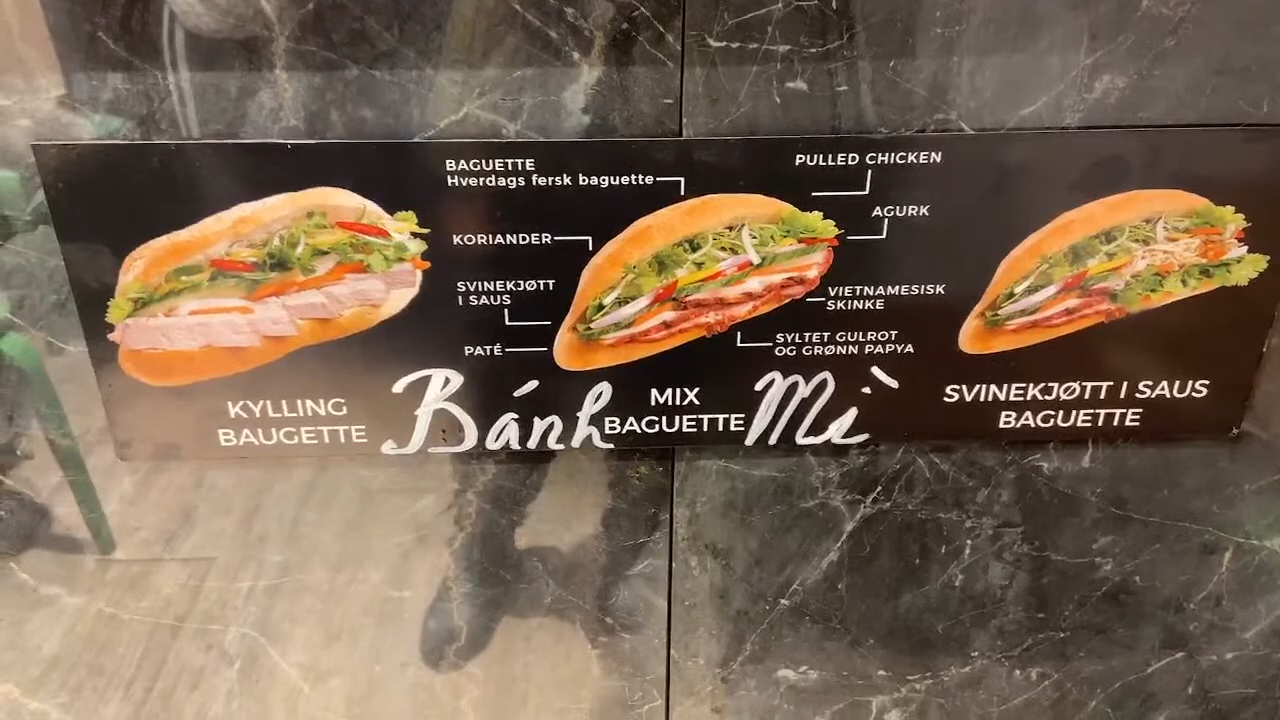 BAGUETTE
Hverdags fersk baguette
KORIANDER
SVINEKJØTT
I SAUS
PATÉ
PULLED CHICKEN
AGURK
VIETNAMESISK
SKINKE
SYLTET GULROT
OG GRØNN PAPYA
KYLLING
BAUGETTE
Bánh Mì
MIX
BAGUETTE
SVINEKJØTT I SAUS
BAGUETTE